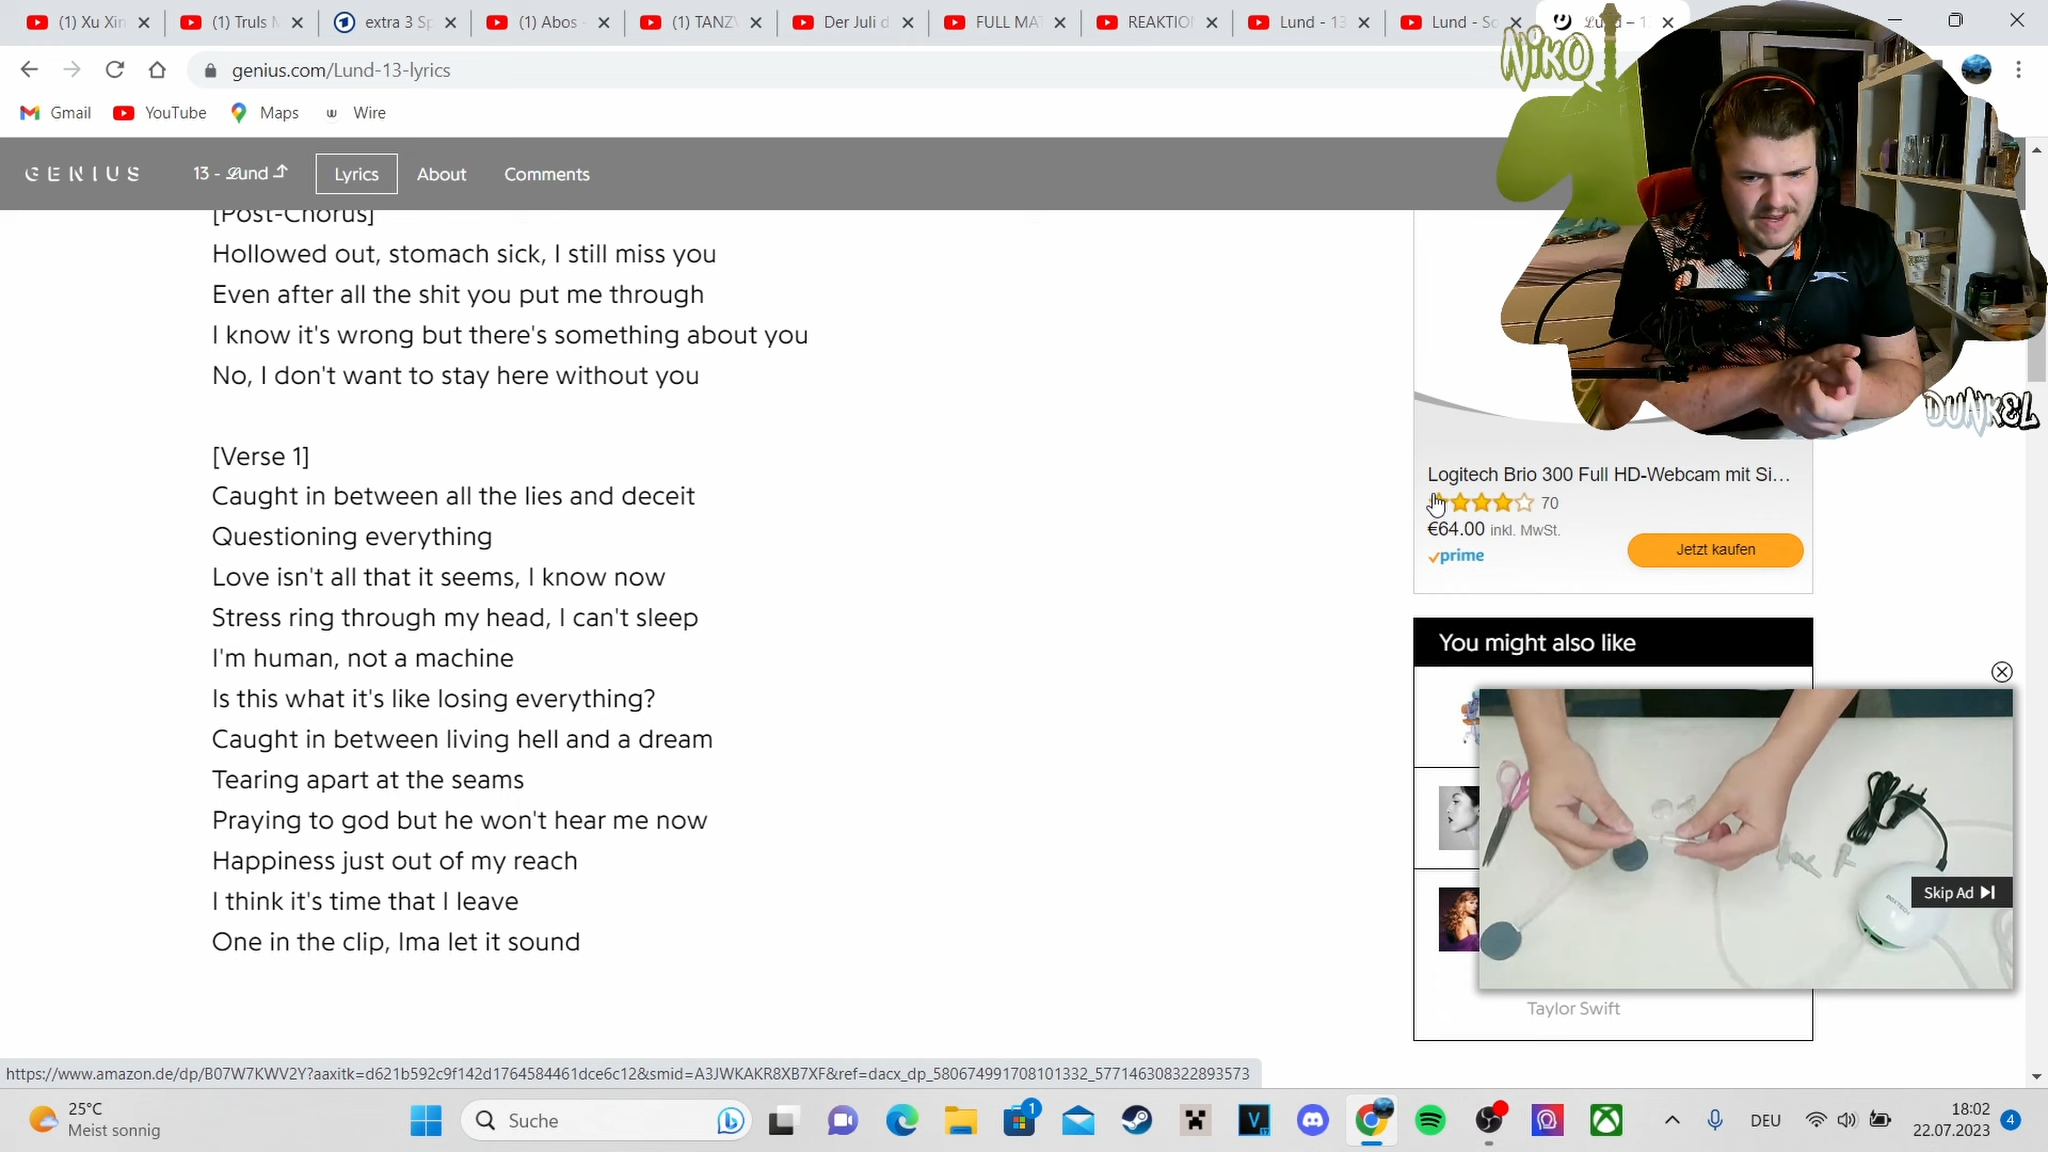 (1) Xu Xin
(1) Truls M
extra 3 Sp
(1) Abos -
(1) TANZV
Der Juli d
FULL MAT
REAKTION
Lund - 13
Lund - So
NiKO
genius.com/Lund-13-lyrics
Gmail
YouTube
Maps
Wire
GENIUS
13 - ℒund
Lyrics
About
Comments
[Post-Chorus]
Hollowed out, stomach sick, I still miss you
Even after all the shit you put me through
I know it's wrong but there's something about you
No, I don't want to stay here without you
[Verse 1]
Caught in between all the lies and deceit
Questioning everything
Love isn't all that it seems, I know now
Stress ring through my head, I can't sleep
I'm human, not a machine
Is this what it's like losing everything?
Caught in between living hell and a dream
Tearing apart at the seams
Praying to god but he won't hear me now
Happiness just out of my reach
I think it's time that I leave
One in the clip, Ima let it sound
DUNKEL
Logitech Brio 300 Full HD-Webcam mit Si...
70
€64.00 inkl. MwSt.
prime
Jetzt kaufen
You might also like
Skip Ad
Taylor Swift
https://www.amazon.de/dp/B07W7KWV2Y?aaxitk=d621b592c9f142d1764584461dce6c12&smid=A3JWKAKR8XB7XF&ref=dacx_dp_580674991708101332_577146308322893573
25°C
Meist sonnig
Suche
1
V
17
DEU
18:02
22.07.2023
4